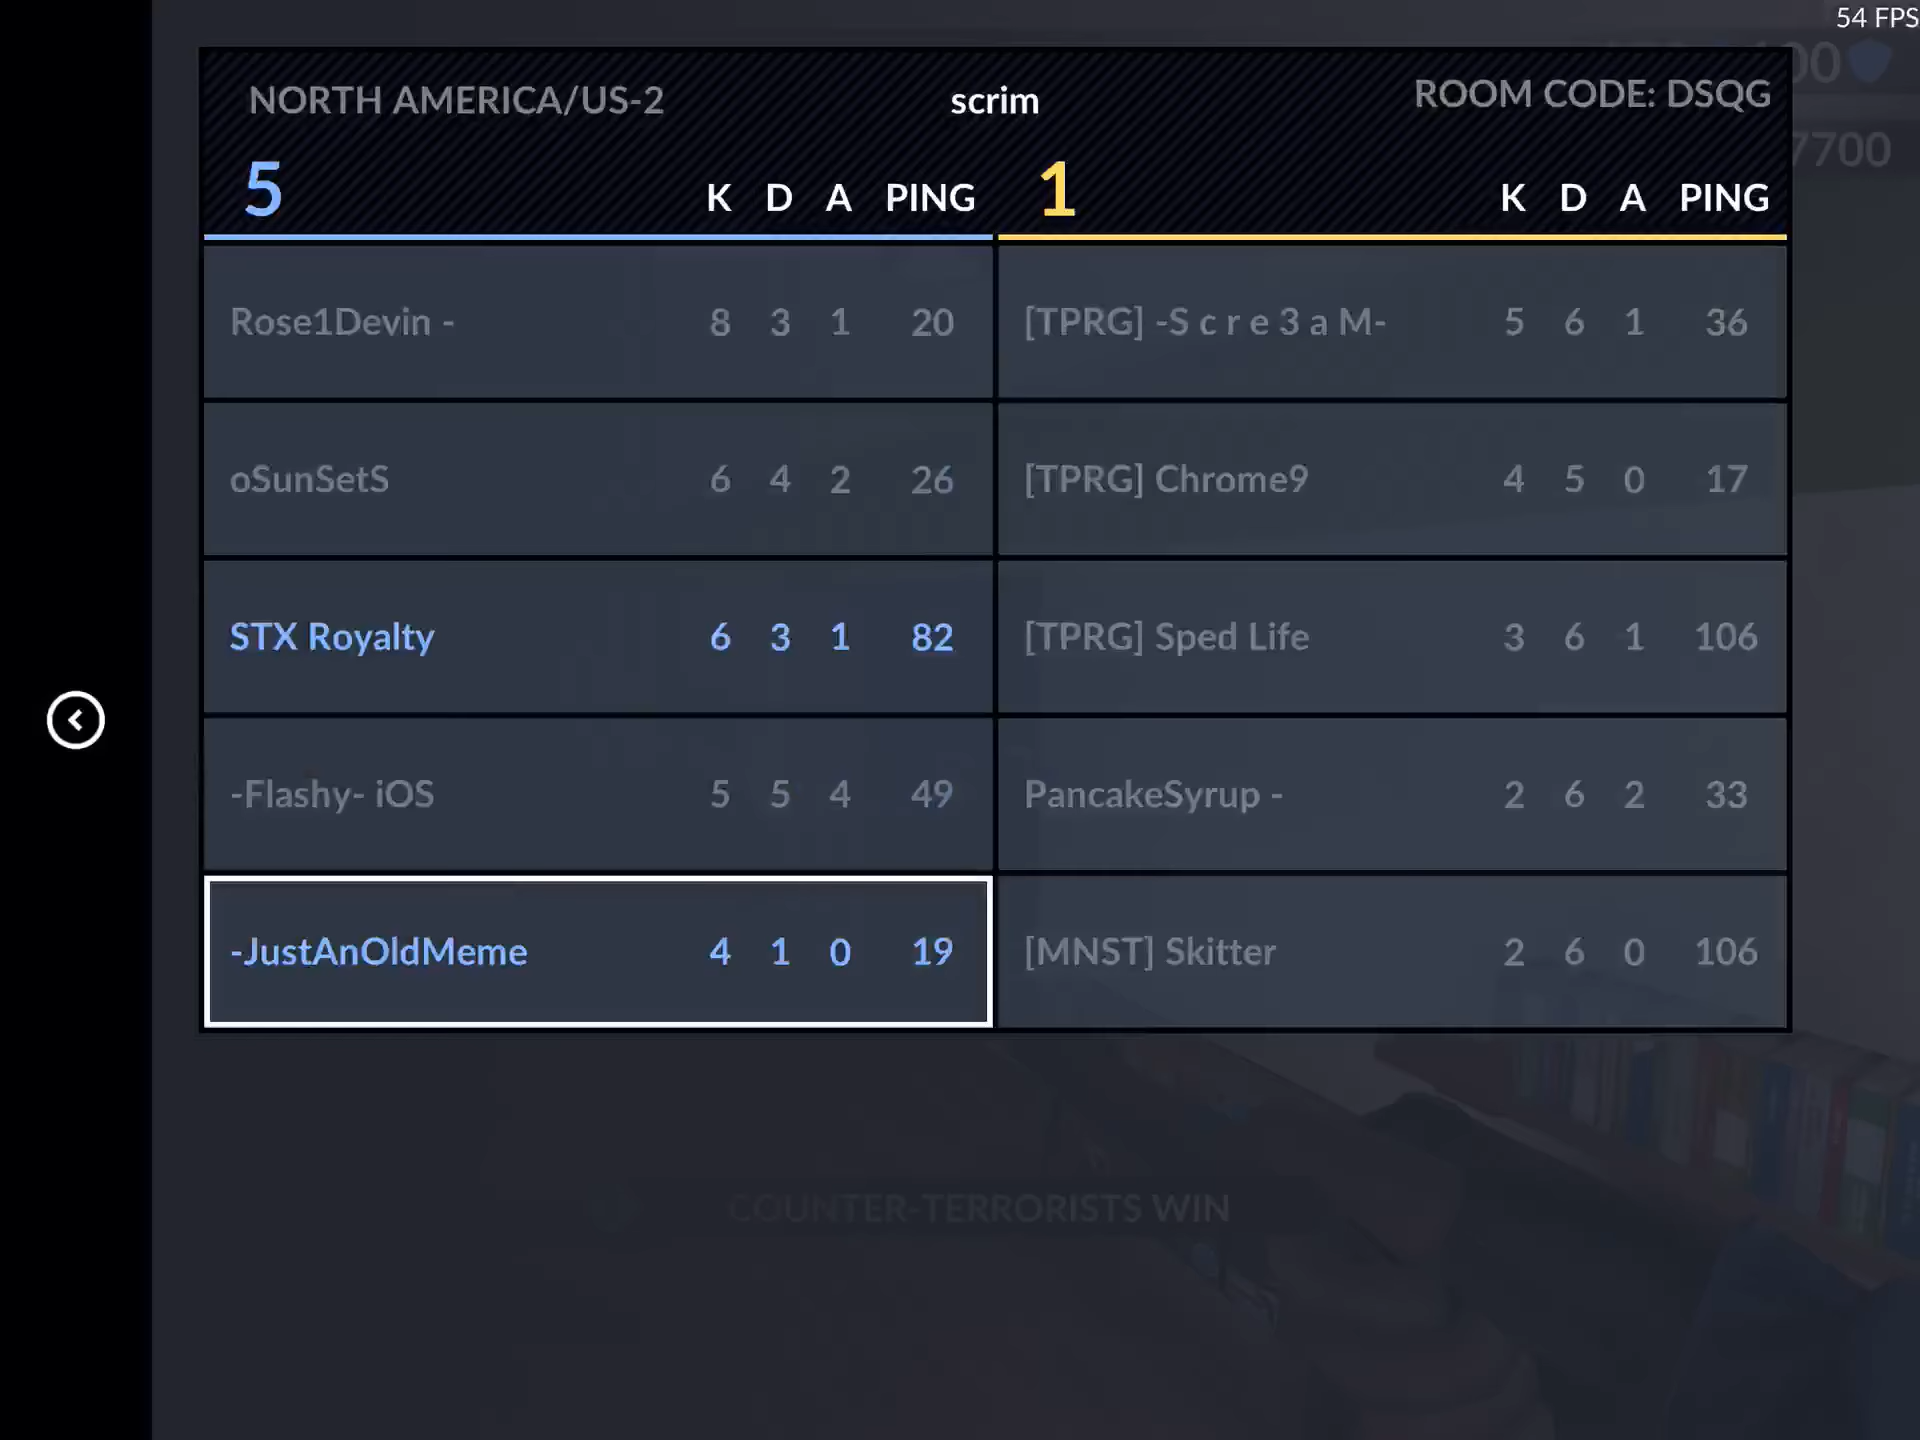 54 FPS
NORTH AMERICA/US-2 scrim ROOM CODE: DSQG
5 K D A PING 1 K D A PING
7700
Rose1Devin - 8 3 1 20 [TPRG] -S c r e 3 a M- 5 6 1 36
oSunSetS 6 4 2 26 [TPRG] Chrome9 4 5 0 17
STX Royalty 6 3 1 82 [TPRG] Sped Life 3 6 1 106
-Flashy- iOS 5 5 4 49 PancakeSyrup - 2 6 2 33
-JustAnOldMeme 4 1 0 19 [MNST] Skitter 2 6 0 106
COUNTER-TERRORISTS WIN